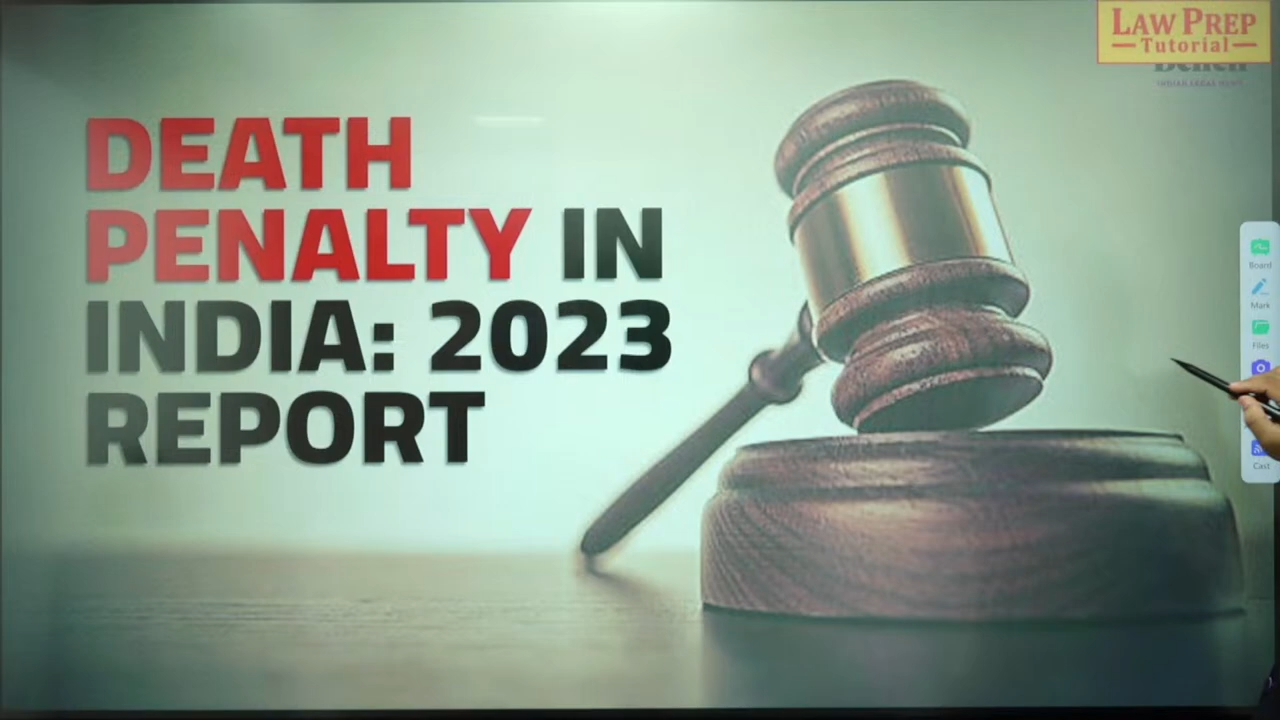 LAW PREP
Tutorial
DEATH
PENALTY IN
INDIA: 2023
REPORT
Board
Mark
Files
Cast